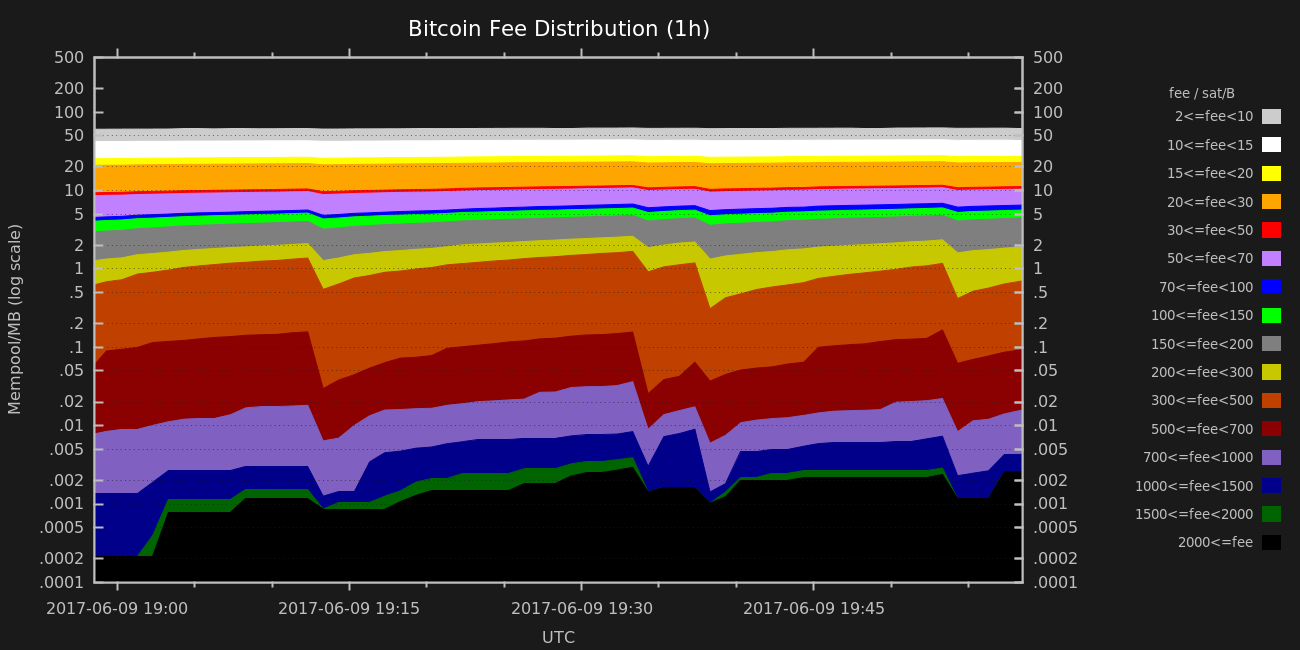 Bitcoin Fee Distribution (1h)
500
200
100
50
20
10
5
2
1
.5
.2
.1
.05
.02
.01
.005
.002
.001
.0005
.0002
.0001
Mempool/MB (log scale)
500
200
100
50
20
10
5
2
1
.5
.2
.1
.05
.02
.01
.005
.002
.001
.0005
.0002
.0001
2017-06-09 19:00 2017-06-09 19:15 2017-06-09 19:30 2017-06-09 19:45
UTC
fee / sat/B
2<=fee<10
10<=fee<15
15<=fee<20
20<=fee<30
30<=fee<50
50<=fee<70
70<=fee<100
100<=fee<150
150<=fee<200
200<=fee<300
300<=fee<500
500<=fee<700
700<=fee<1000
1000<=fee<1500
1500<=fee<2000
2000<=fee